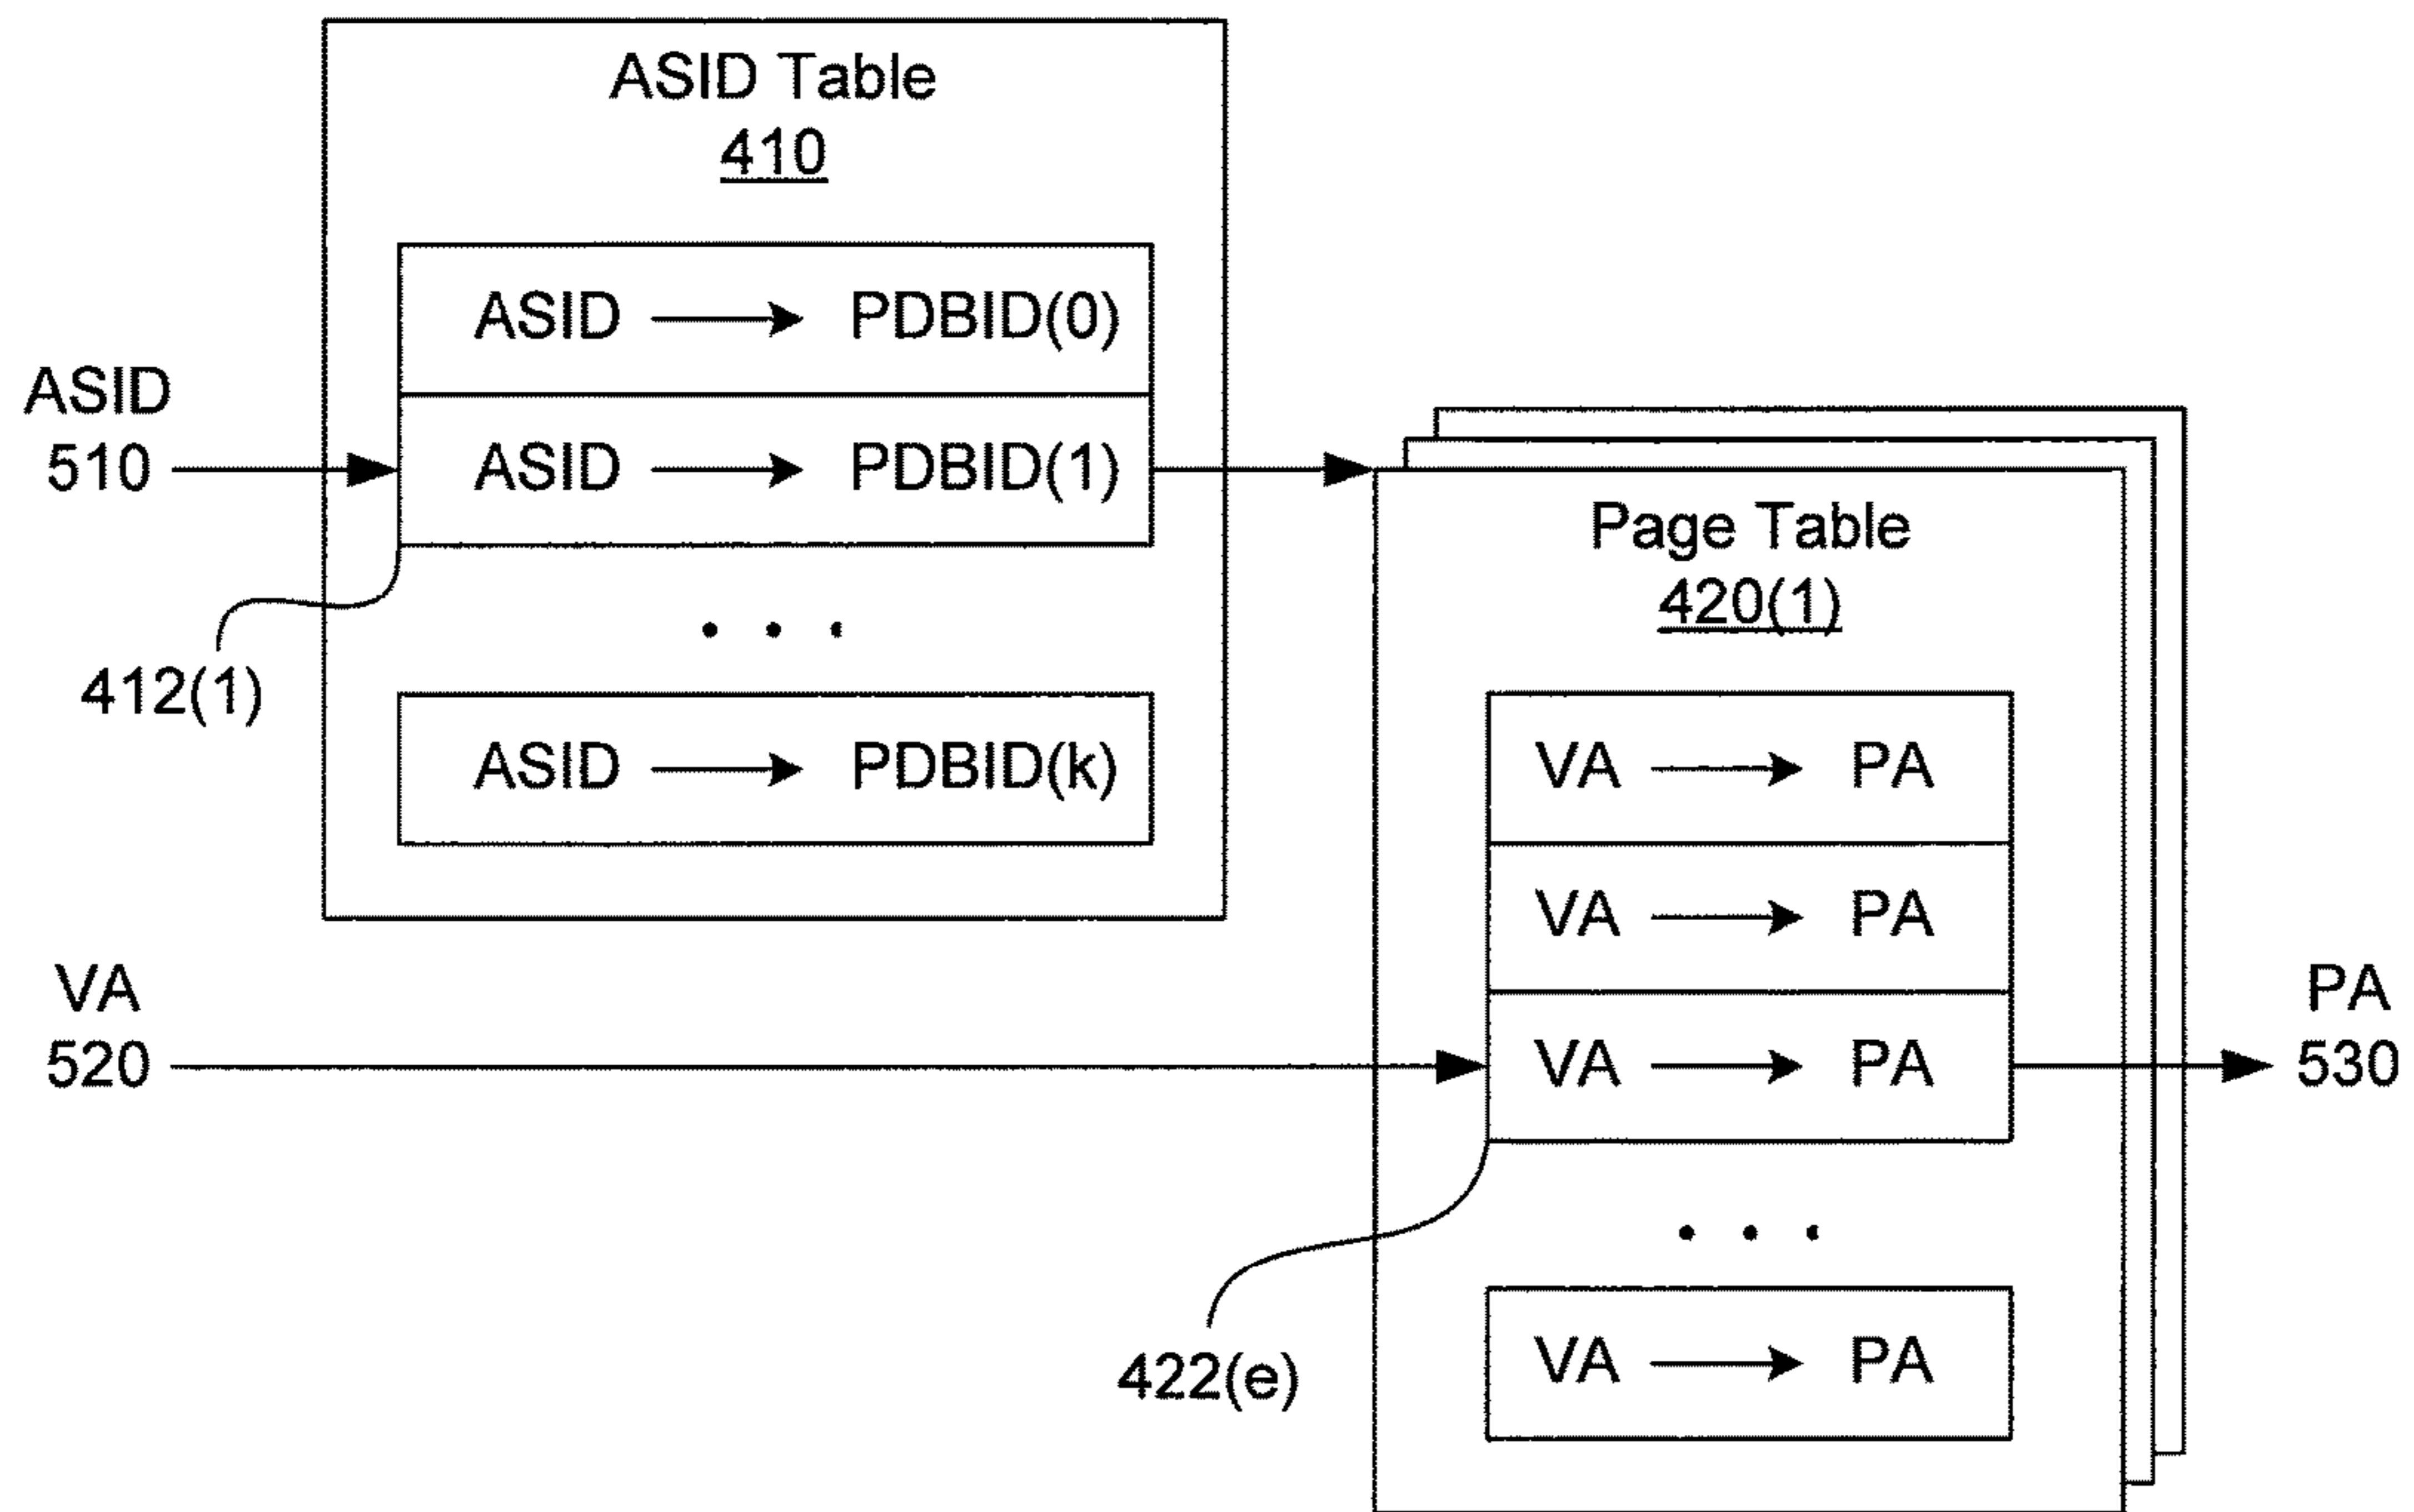 ASID Table
410
ASID → PDBID(0)
ASID
510
ASID → PDBID(1)
412(1)
. . .
ASID → PDBID(k)
Page Table
420(1)
VA → PA
VA → PA
VA
520
VA → PA
PA
530
422(e)
. . .
VA → PA